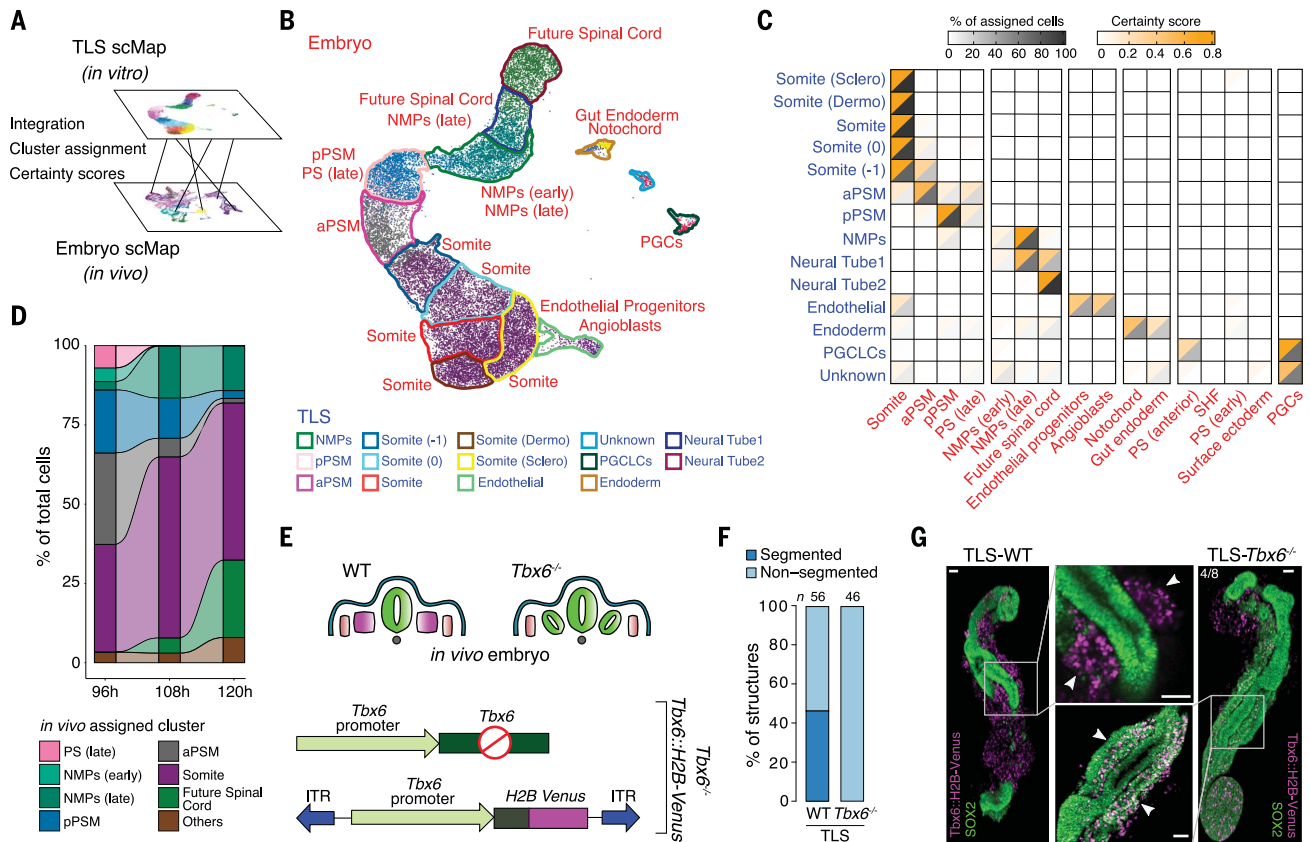 A
TLS scMap
(in vitro)
Integration
Cluster assignment
Certainty scores
Embryo scMap
(in vivo)
B
Embryo
Future Spinal Cord
Future Spinal Cord
NMPs (late)
Gut Endoderm
Notochord
pPSM
PS (late)
NMPs (early)
NMPs (late)
aPSM
PGCs
Somite
Somite
Endothelial Progenitors
Angioblasts
Somite
Somite
Somite
TLS
NMPs
Somite (-1)
Somite (Dermo)
Unknown
Neural Tube1
pPSM
Somite (0)
Somite (Sclero)
PGCLCs
Neural Tube2
aPSM
Somite
Endothelial
Endoderm
C
% of assigned cells
0 20 40 60 80 100
Certainty score
0 0.2 0.4 0.6 0.8
Somite (Sclero)
Somite (Dermo)
Somite
Somite (0)
Somite (-1)
aPSM
pPSM
NMPs
Neural Tube1
Neural Tube2
Endothelial
Endoderm
PGCLCs
Unknown
Somite
aPSM
pPSM
PS (late)
NMPs (early)
NMPs (late)
Future spinal cord
Endothelial progenitors
Angioblasts
Notochord
Gut endoderm
PS (anterior)
SHF
PS (early)
Surface ectoderm
PGCs
D
% of total cells
100
75
50
25
0
96h 108h 120h
in vivo assigned cluster
PS (late)
NMPs (early)
NMPs (late)
pPSM
aPSM
Somite
Future Spinal
Cord
Others
E
WT
Tbx6-/-
in vivo embryo
Tbx6
promoter
Tbx6
ITR
Tbx6
promoter
H2B Venus
ITR
Tbx6-/-
Tbx6::H2B-Venus
F
Segmented
Non-segmented
n 56 46
% of structures
100
80
60
40
20
0
WT Tbx6-/-
TLS
G
TLS-WT
TLS-Tbx6-/-
4/8
Tbx6::H2B-Venus
SOX2
Tbx6::H2B-Venus
SOX2